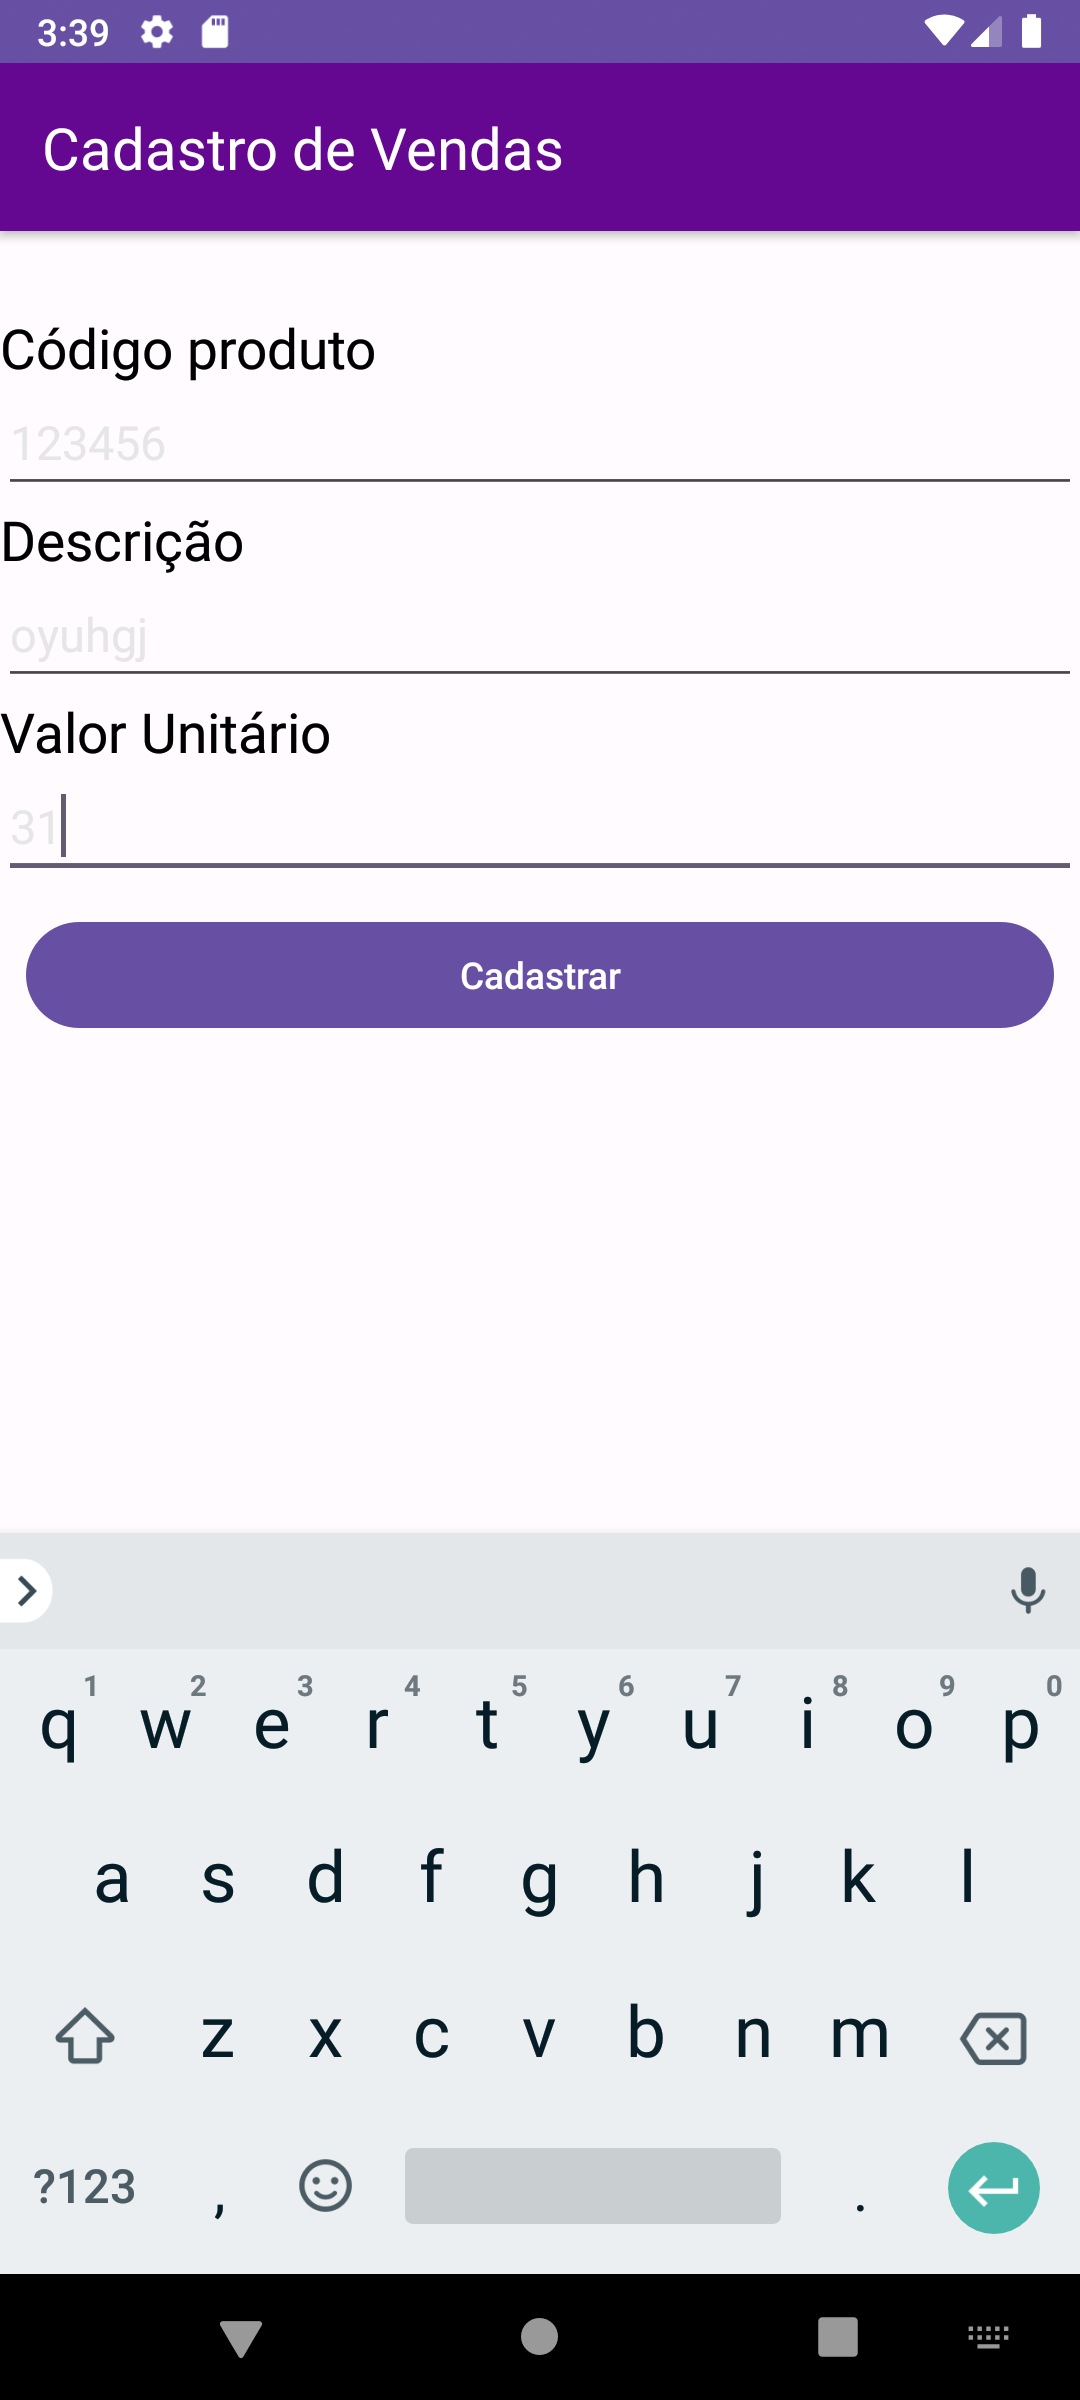 3:39
Cadastro de Vendas
Código produto
123456
Descrição
oyuhgj
Valor Unitário
31
Cadastrar
1 2 3 4 5 6 7 8 9 0
q w e r t y u i o p
a s d f g h j k l
z x c v b n m
?123 , .